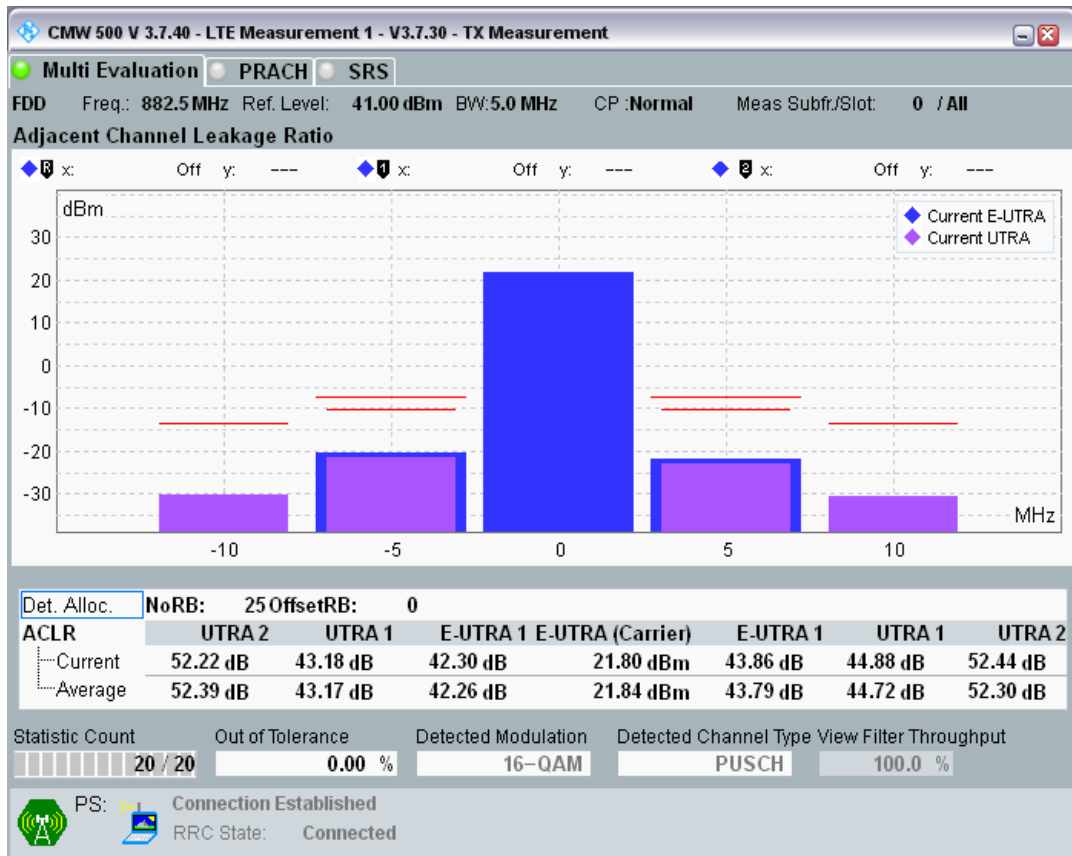 CMW 500 V 3.7.40 - LTE Measurement 1 - V3.7.30 - TX Measurement
Multi Evaluation PRACH SRS
FDD Freq.: 882.5 MHz Ref. Level: 41.00 dBm BW:5.0 MHz CP :Normal Meas Subfr./Slot: 0 / All
Adjacent Channel Leakage Ratio
R x: Off y: --- 1 x: Off y: --- 2 x: Off y: ---
dBm
Current E-UTRA
Current UTRA
30
20
10
0
-10
-20
-30
MHz
-10 -5 0 5 10
Det. Alloc. NoRB: 25 OffsetRB: 0
ACLR UTRA 2 UTRA 1 E-UTRA 1 E-UTRA (Carrier) E-UTRA 1 UTRA 1 UTRA 2
Current 52.22 dB 43.18 dB 42.30 dB 21.80 dBm 43.86 dB 44.88 dB 52.44 dB
Average 52.39 dB 43.17 dB 42.26 dB 21.84 dBm 43.79 dB 44.72 dB 52.30 dB
Statistic Count Out of Tolerance Detected Modulation Detected Channel Type View Filter Throughput
20 / 20 0.00 % 16-QAM PUSCH 100.0 %
PS: Connection Established
RRC State: Connected